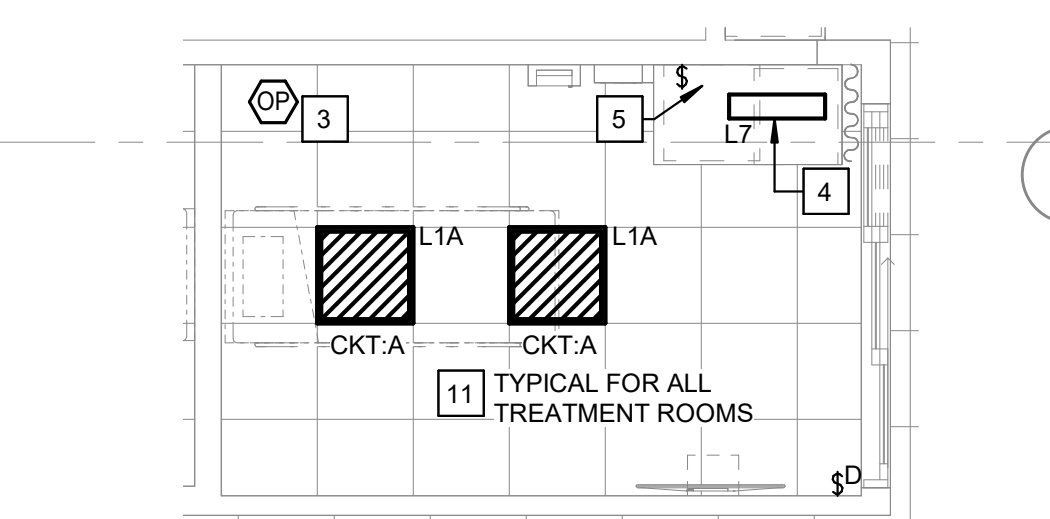 $
OP
3
5
L7
4
L1A
L1A
CKT:A
CKT:A
11
TYPICAL FOR ALL
TREATMENT ROOMS
$D